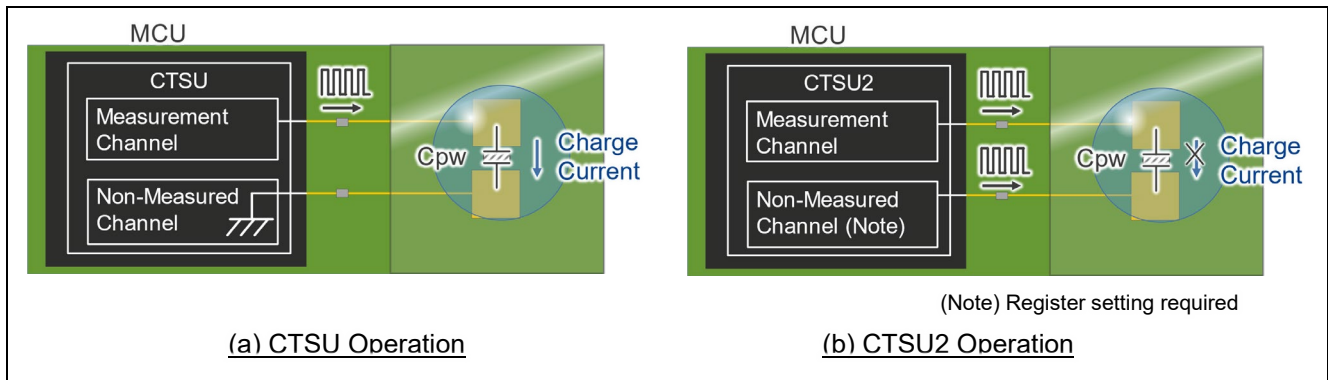 MCU
CTSU
Measurement
Channel
Non-Measured
Channel
Cpw
Charge
Current
(a) CTSU Operation
MCU
CTSU2
Measurement
Channel
Non-Measured
Channel (Note)
Cpw
Charge
Current
(Note) Register setting required
(b) CTSU2 Operation